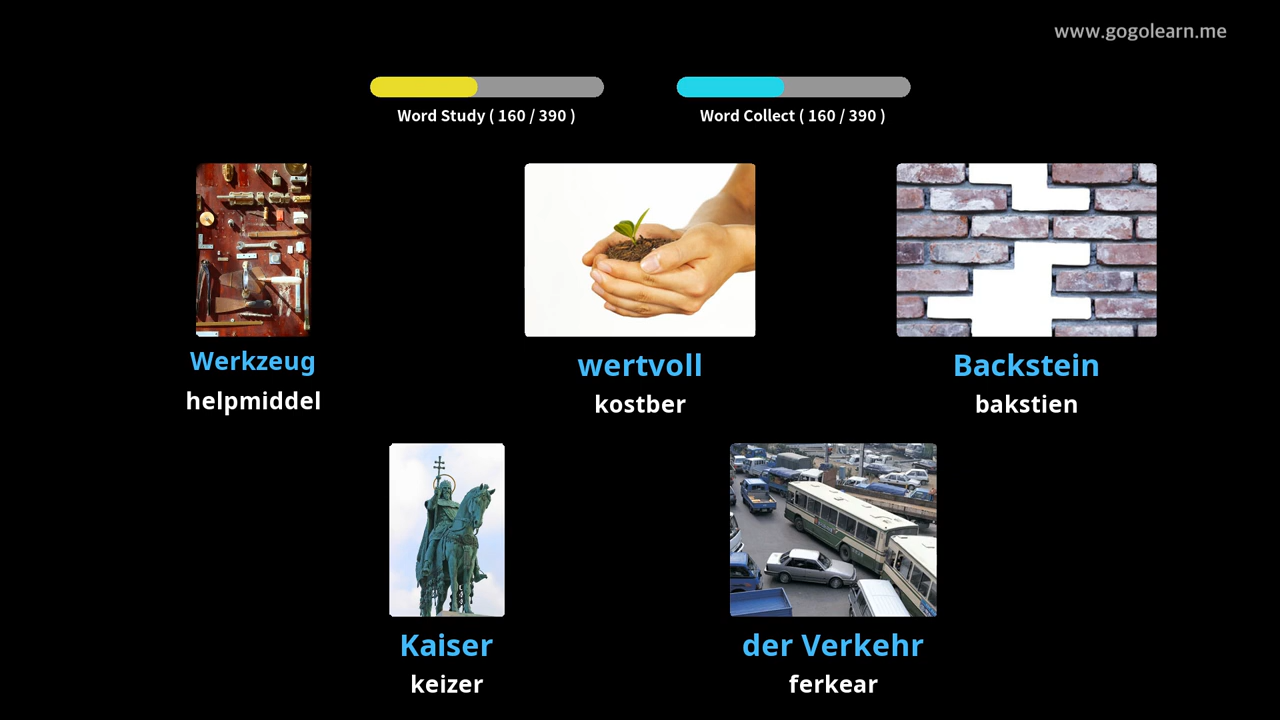 www.gogolearn.me
Word Study ( 160 / 390 )
Word Collect ( 160 / 390 )
Werkzeug
helpmiddel
wertvoll
kostber
Backstein
bakstien
Kaiser
keizer
der Verkehr
ferkear